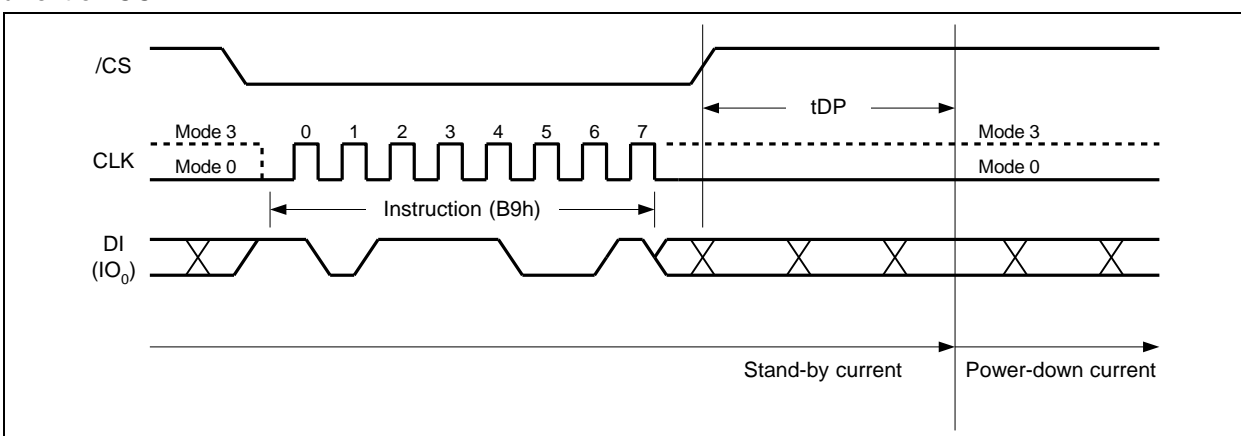 /CS
tDP
Mode 3 0 1 2 3 4 5 6 7 Mode 3
CLK
Mode 0 Mode 0
Instruction (B9h)
DI
(IO₀)
Stand-by current Power-down current